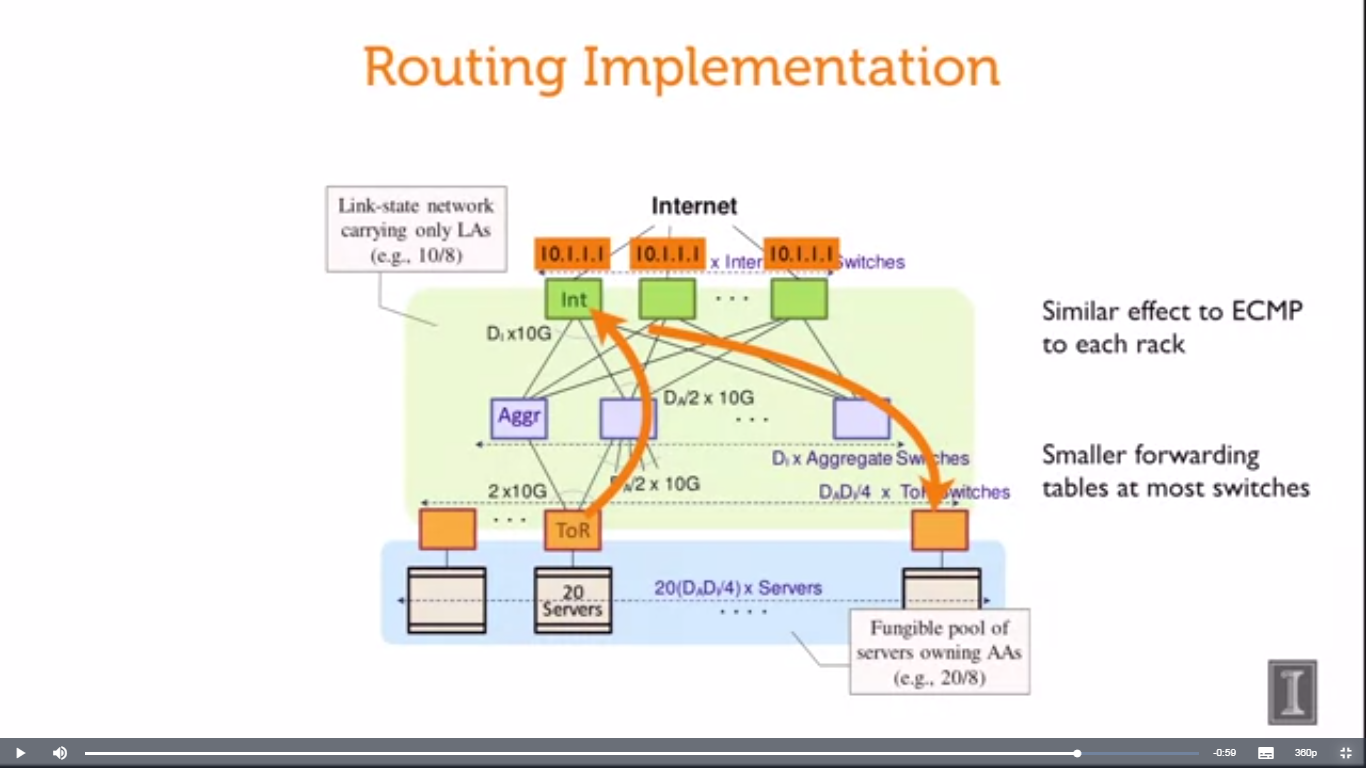 Routing Implementation
Link-state network
carrying only LAs
(e.g., 10/8)
Internet
10.1.1.1
10.1.1.1
10.1.1.1
x Inter
Switches
Int
Similar effect to ECMP
to each rack
DI x10G
DA/2 x 10G
Aggr
DI x Aggregate Switches
Smaller forwarding
tables at most switches
2 x10G
DA/2 x 10G
DADI/4 x ToR Switches
ToR
20
Servers
20(DADI/4) x Servers
Fungible pool of
servers owning AAs
(e.g., 20/8)
I
-0:59
360p